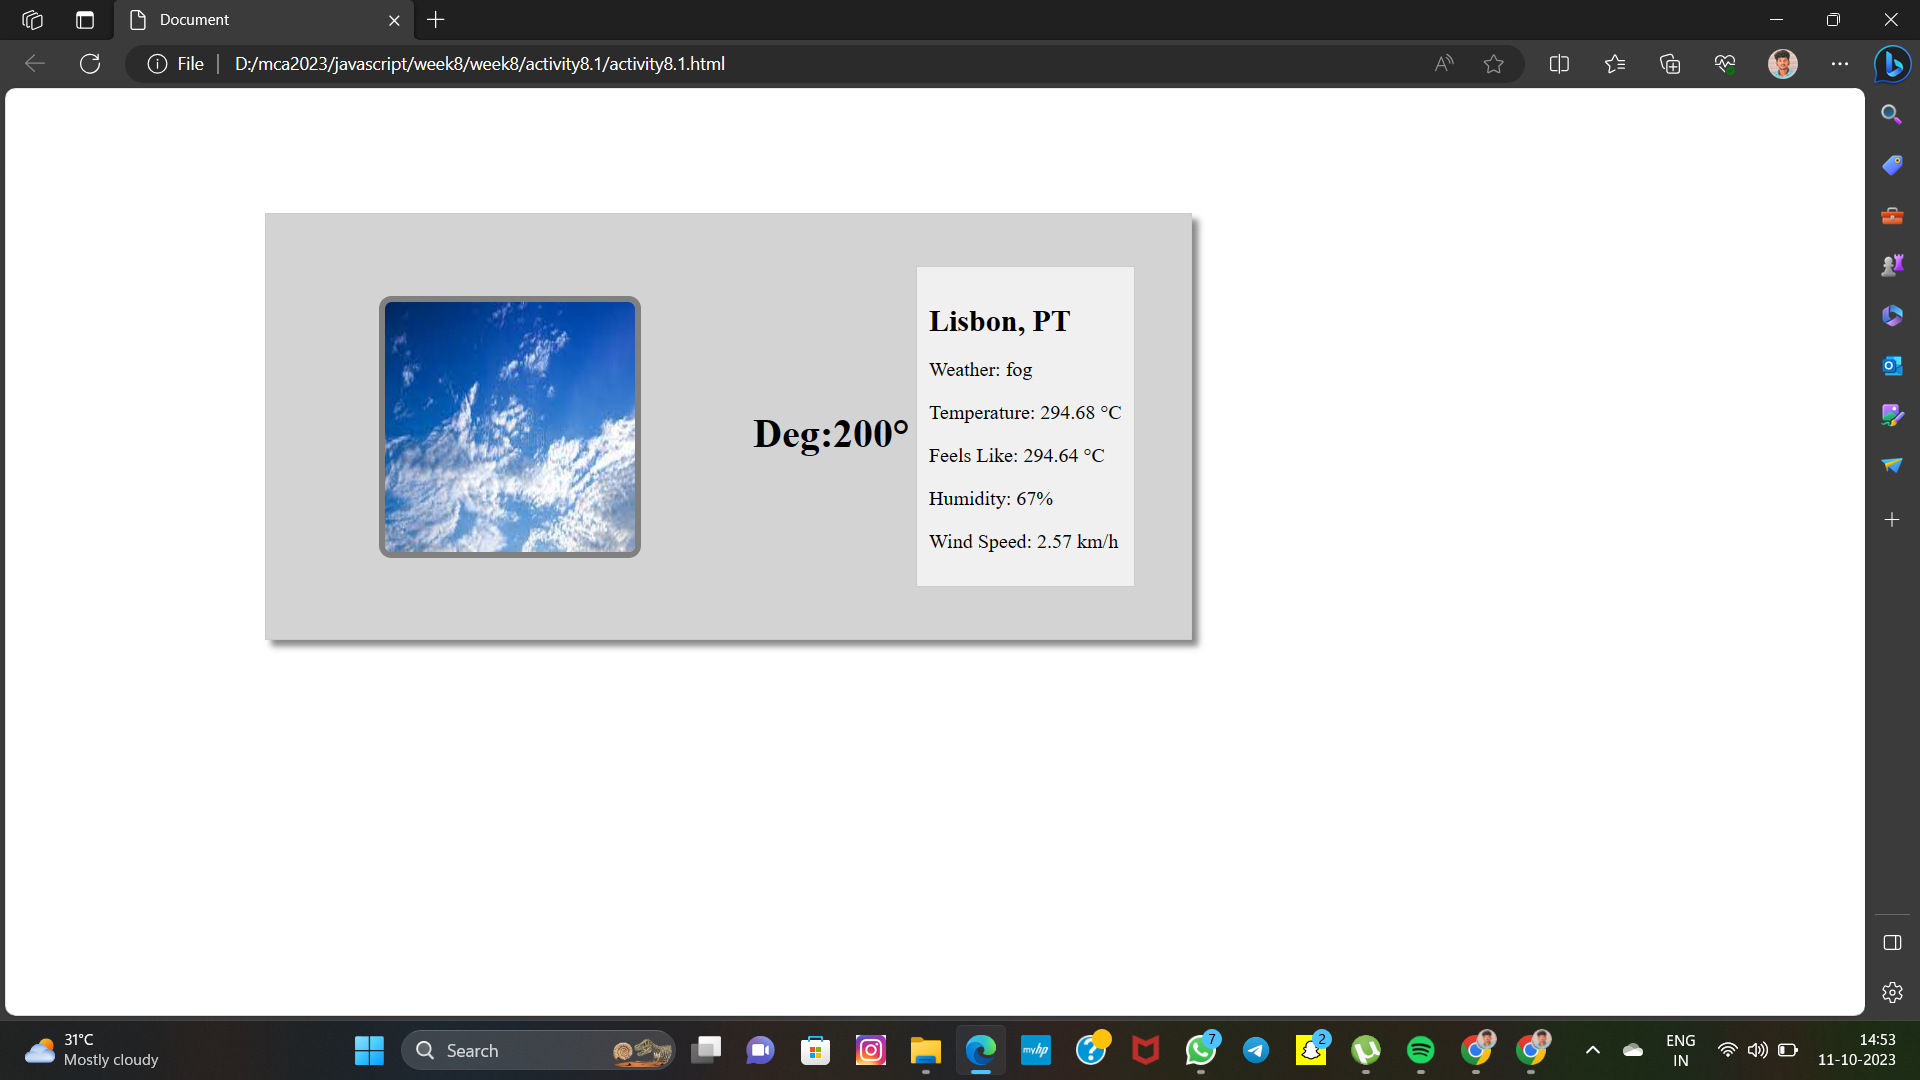 Document
File
D:/mca2023/javascript/week8/week8/activity8.1/activity8.1.html
Deg:200°
Lisbon, PT
Weather: fog
Temperature: 294.68 °C
Feels Like: 294.64 °C
Humidity: 67%
Wind Speed: 2.57 km/h
31°C
Mostly cloudy
Search
myhp
7
2
ENG
IN
14:53
11-10-2023